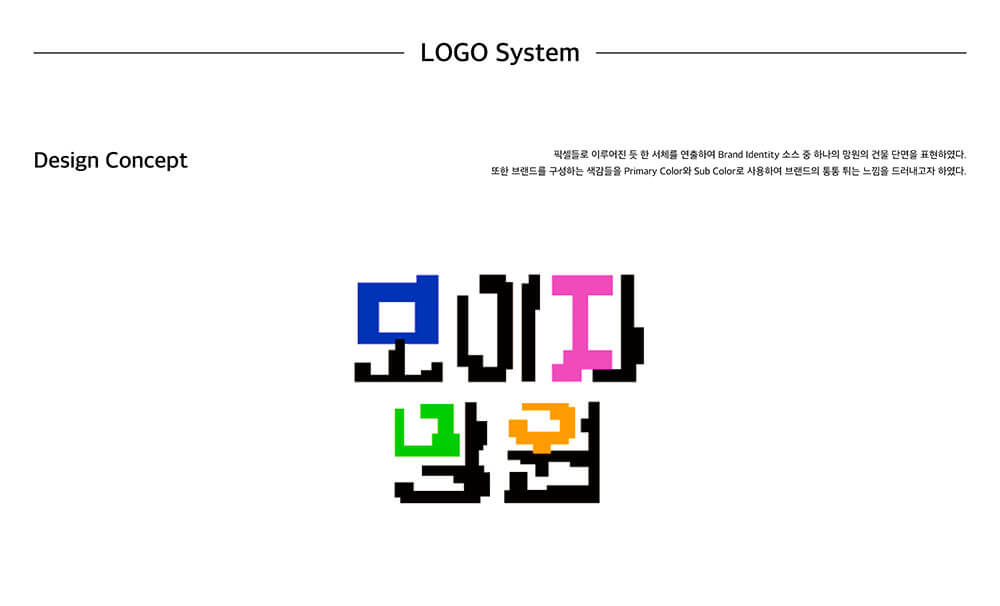 LOGO System
Design Concept
픽셀들로 이루어진 듯 한 서체를 연출하여 Brand Identity 소스 중 하나의 망원의 건물 단면을 표현하였다.
또한 브랜드를 구성하는 색감들을 Primary Color와 Sub Color로 사용하여 브랜드의 통통 튀는 느낌을 드러내고자 하였다.
모이자
망원